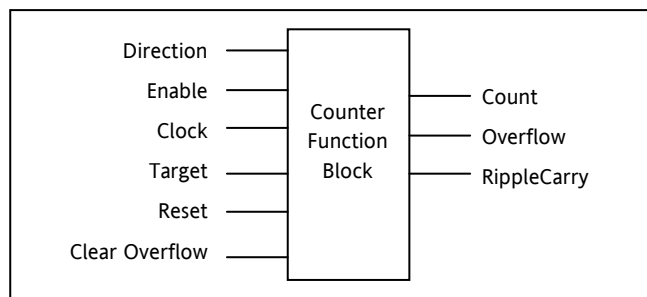 Direction
Enable
Clock
Target
Reset
Clear Overflow
Counter
Function
Block
Count
Overflow
RippleCarry